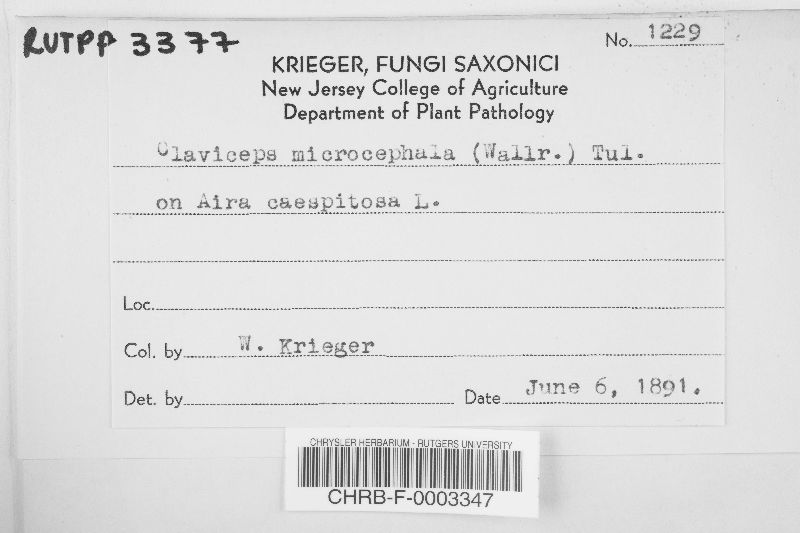 RUTPP 3377
No. 1229
KRIEGER, FUNGI SAXONICI
New Jersey College of Agriculture
Department of Plant Pathology
Claviceps microcephala (Wallr.) Tul.
on Aira caespitosa L.
Loc.
Col. by W. Krieger
Det. by Date June 6, 1891.
CHRYSLER HERBARIUM - RUTGERS UNIVERSITY
CHRB-F-0003347